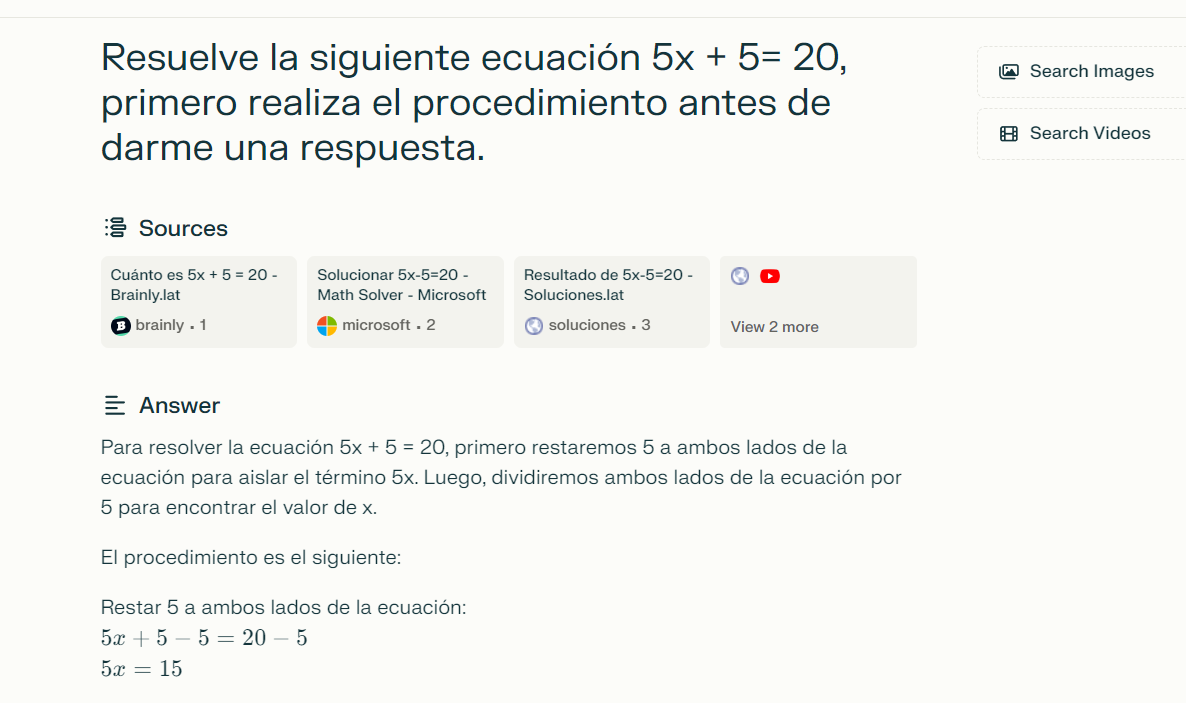 Resuelve la siguiente ecuación 5x + 5= 20,
primero realiza el procedimiento antes de
darme una respuesta.
Search Images
Search Videos
Sources
Cuánto es 5x + 5 = 20 -
Brainly.lat
brainly . 1
Solucionar 5x-5=20 -
Math Solver - Microsoft
microsoft . 2
Resultado de 5x-5=20 -
Soluciones.lat
soluciones . 3
View 2 more
Answer
Para resolver la ecuación 5x + 5 = 20, primero restaremos 5 a ambos lados de la
ecuación para aislar el término 5x. Luego, dividiremos ambos lados de la ecuación por
5 para encontrar el valor de x.
El procedimiento es el siguiente:
Restar 5 a ambos lados de la ecuación:
5x + 5 − 5 = 20 − 5
5x = 15